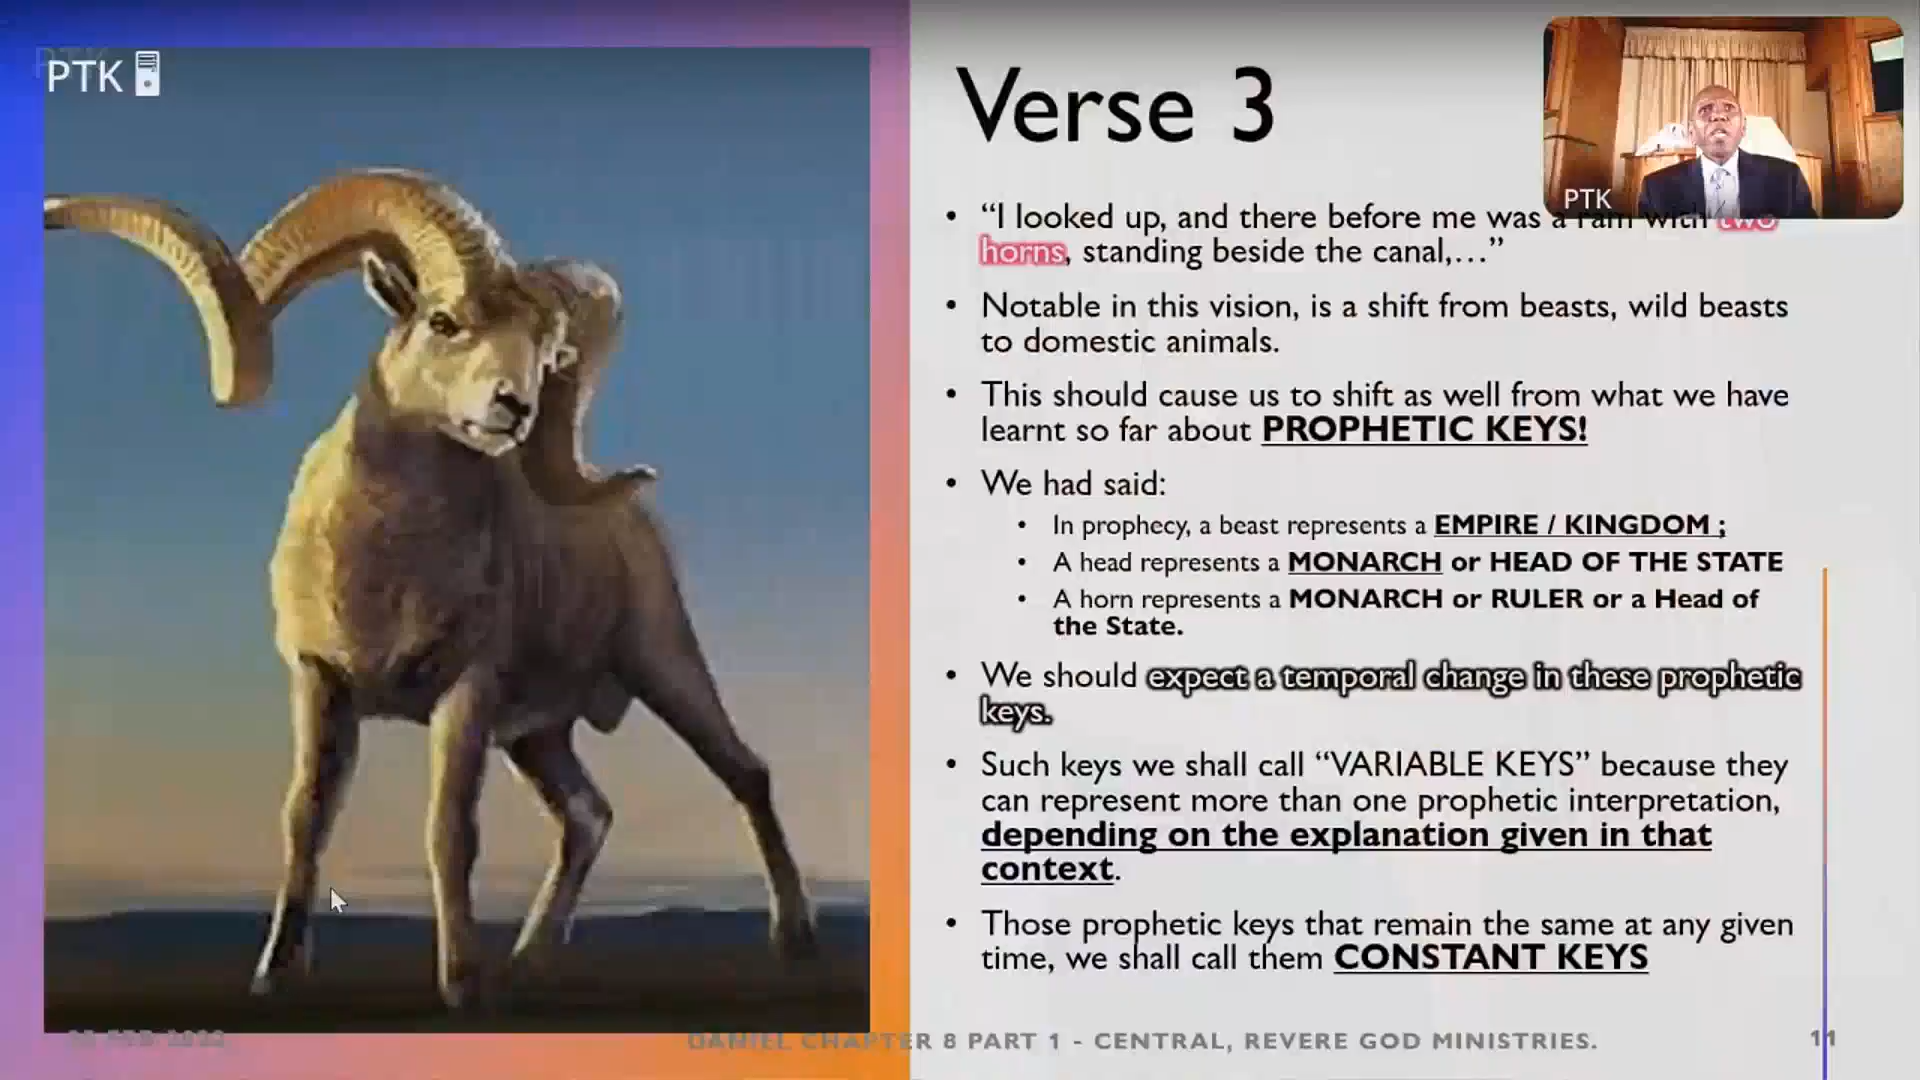 PTK
Verse 3
PTK
• “I looked up, and there before me was a ram with two
horns, standing beside the canal,…”
• Notable in this vision, is a shift from beasts, wild beasts
to domestic animals.
• This should cause us to shift as well from what we have
learnt so far about PROPHETIC KEYS!
• We had said:
• In prophecy, a beast represents a EMPIRE / KINGDOM ;
• A head represents a MONARCH or HEAD OF THE STATE
• A horn represents a MONARCH or RULER or a Head of
the State.
• We should expect a temporal change in these prophetic
keys.
• Such keys we shall call “VARIABLE KEYS” because they
can represent more than one prophetic interpretation,
depending on the explanation given in that
context.
• Those prophetic keys that remain the same at any given
time, we shall call them CONSTANT KEYS
FEB 2022
DANIEL CHAPTER 8 PART 1 - CENTRAL, REVERE GOD MINISTRIES.
11